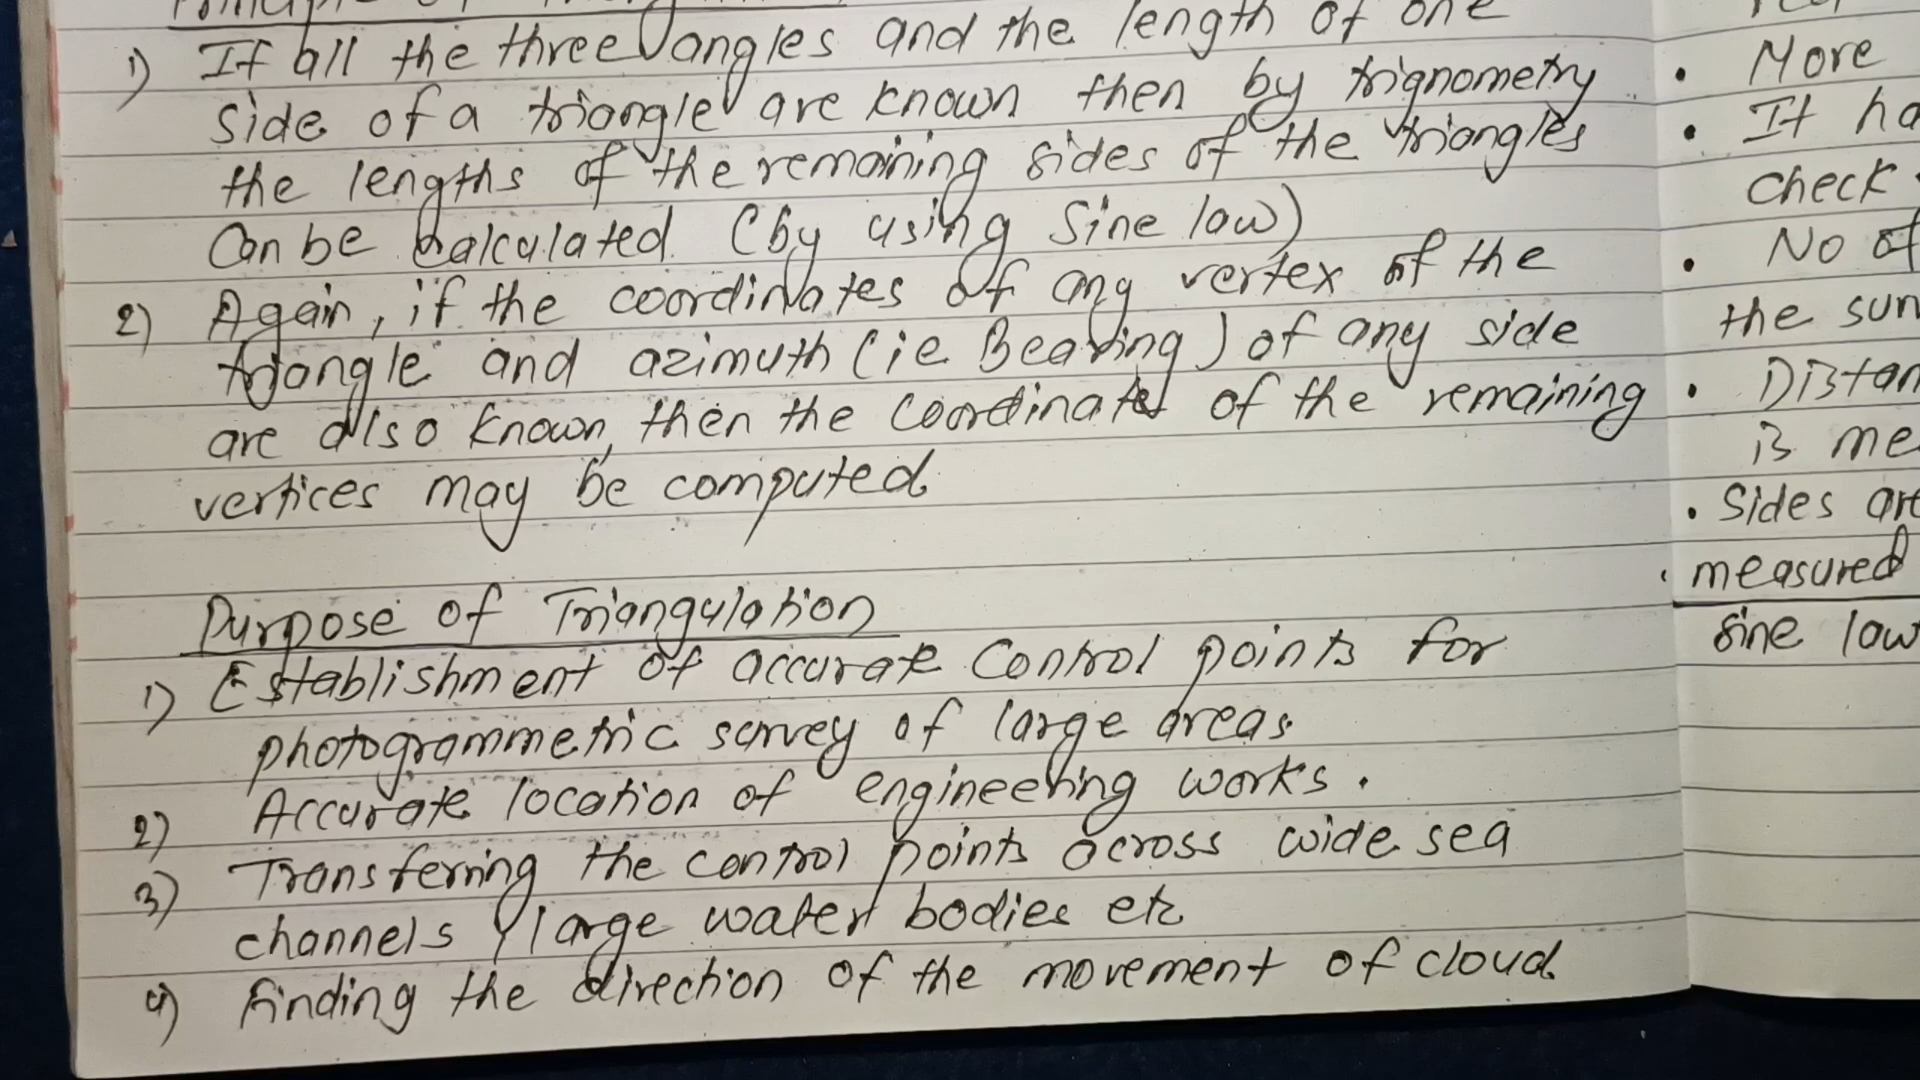 Principle of
1) If all the three angles and the length of one
side of a triangle are known then by trignometry
the lengths of the remaining sides of the triangles
Can be calculated (by using Sine law)
2) Again, if the coordinates of any vertex of the
triangle and azimuth (ie Bearing) of any side
are also known, then the Coordinates of the remaining
vertices may be computed.
Purpose of Triangulation
1) Establishment of accurate Control points for
photogrammetric survey of large areas.
2) Accurate location of engineering works.
3) Transferring the control points across wide sea
channels, large water bodies etc
4) Finding the direction of the movement of cloud.
• More
• It ha
check
• No of
the sun
• Distan
is me
• Sides are
• measured
sine law